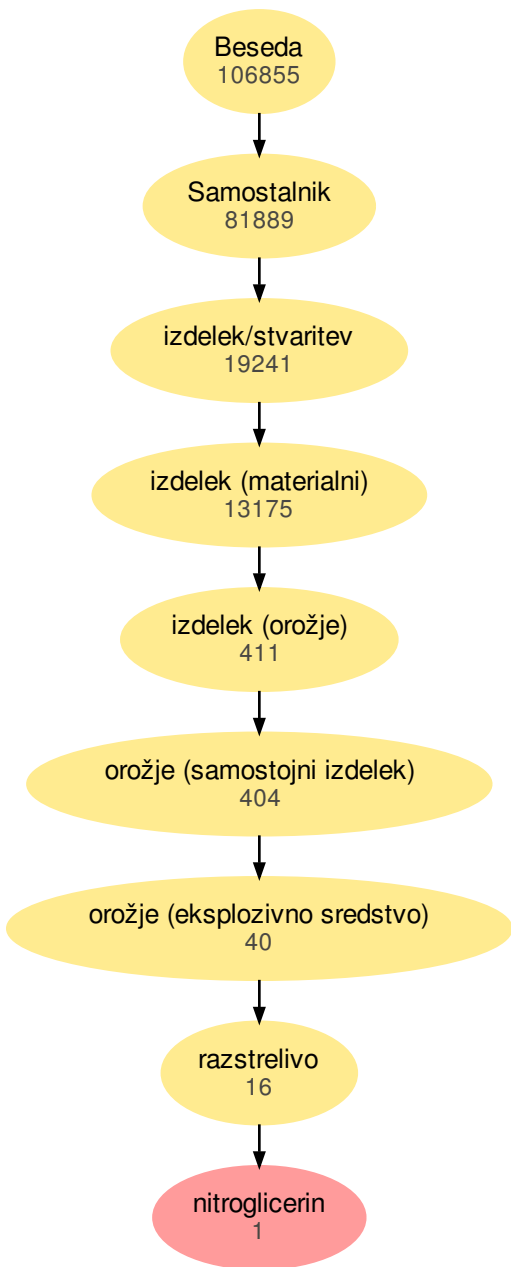 Beseda
106855
Samostalnik
81889
izdelek/stvaritev
19241
izdelek (materialni)
13175
izdelek (orožje)
411
orožje (samostojni izdelek)
404
orožje (eksplozivno sredstvo)
40
razstrelivo
16
nitroglicerin
1